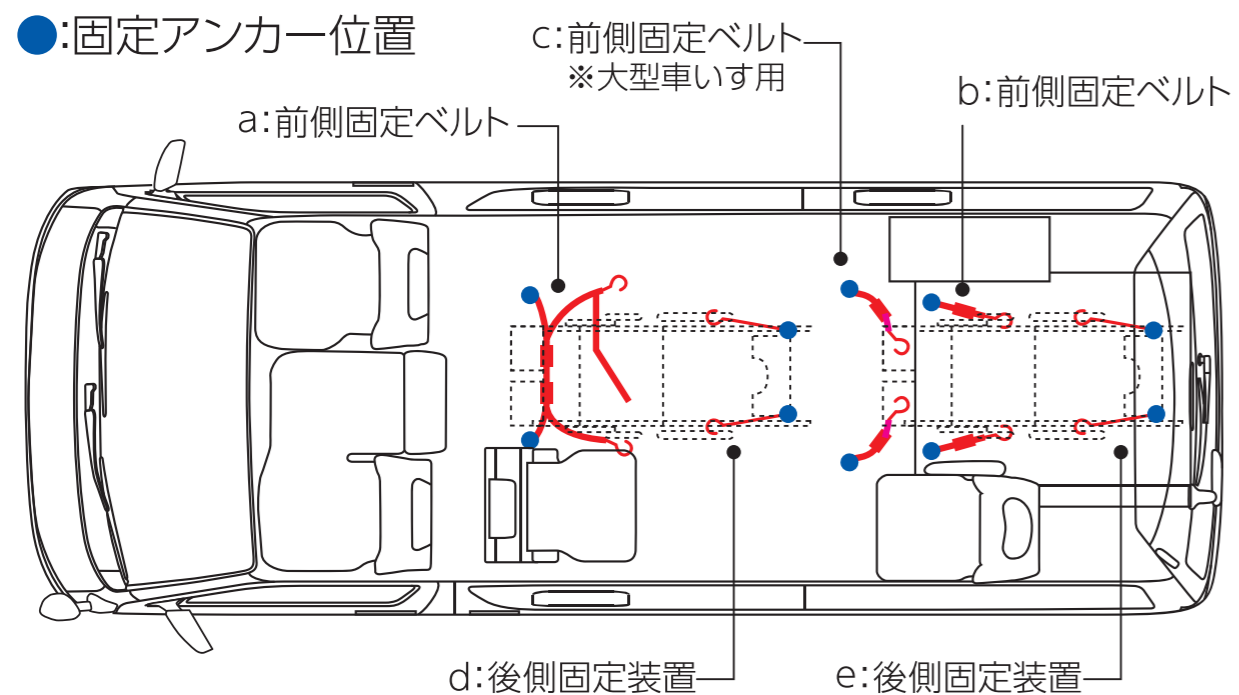 ●:固定アンカー位置
c:前側固定ベルト
※大型車いす用
b:前側固定ベルト
a:前側固定ベルト
d:後側固定装置
e:後側固定装置